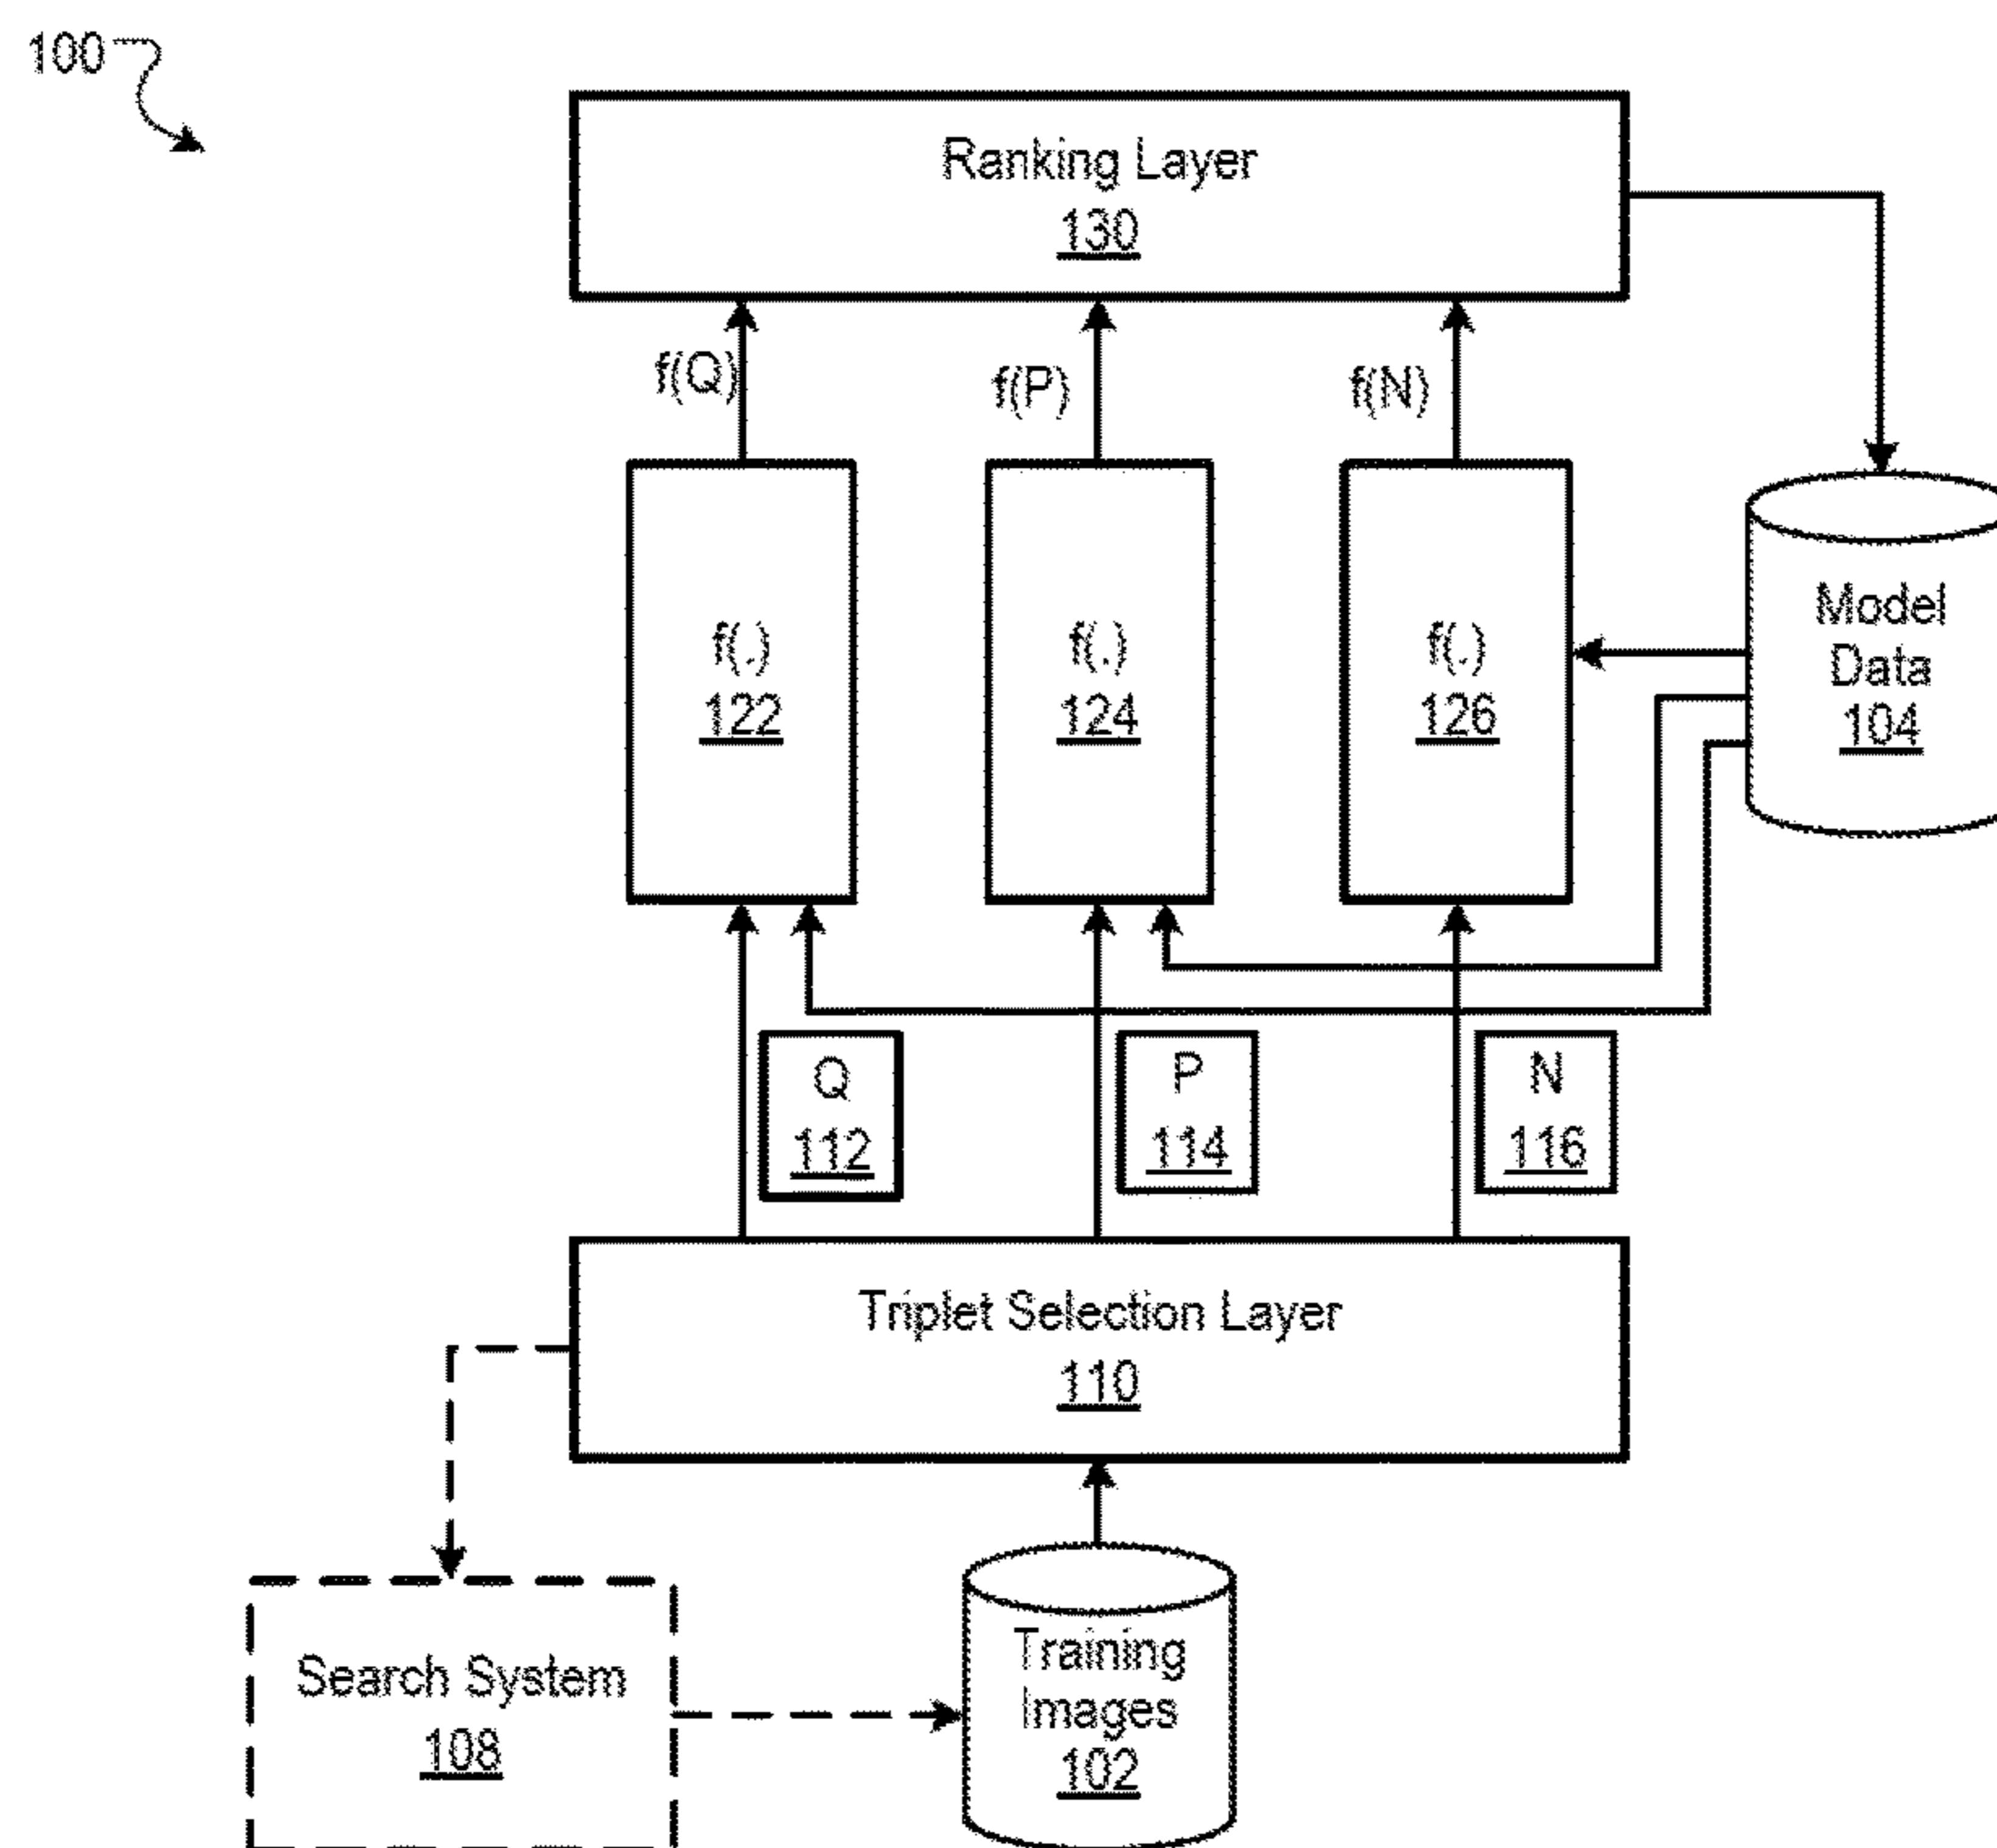 100
Ranking Layer
130
f(Q)
f(P)
f(N)
f(.)
122
f(.)
124
f(.)
126
Model
Data
104
Q
112
P
114
N
116
Triplet Selection Layer
110
Search System
108
Training
Images
102